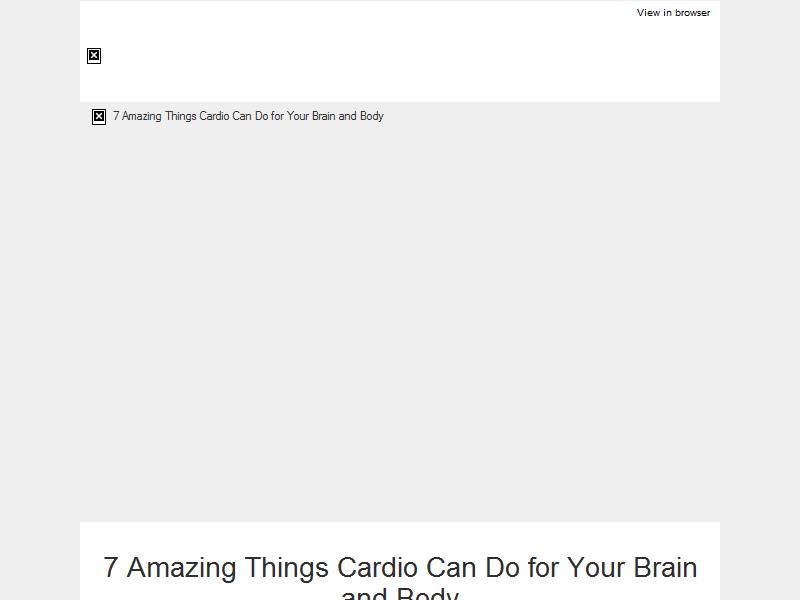 View in browser
7 Amazing Things Cardio Can Do for Your Brain and Body
7 Amazing Things Cardio Can Do for Your Brain
and Body